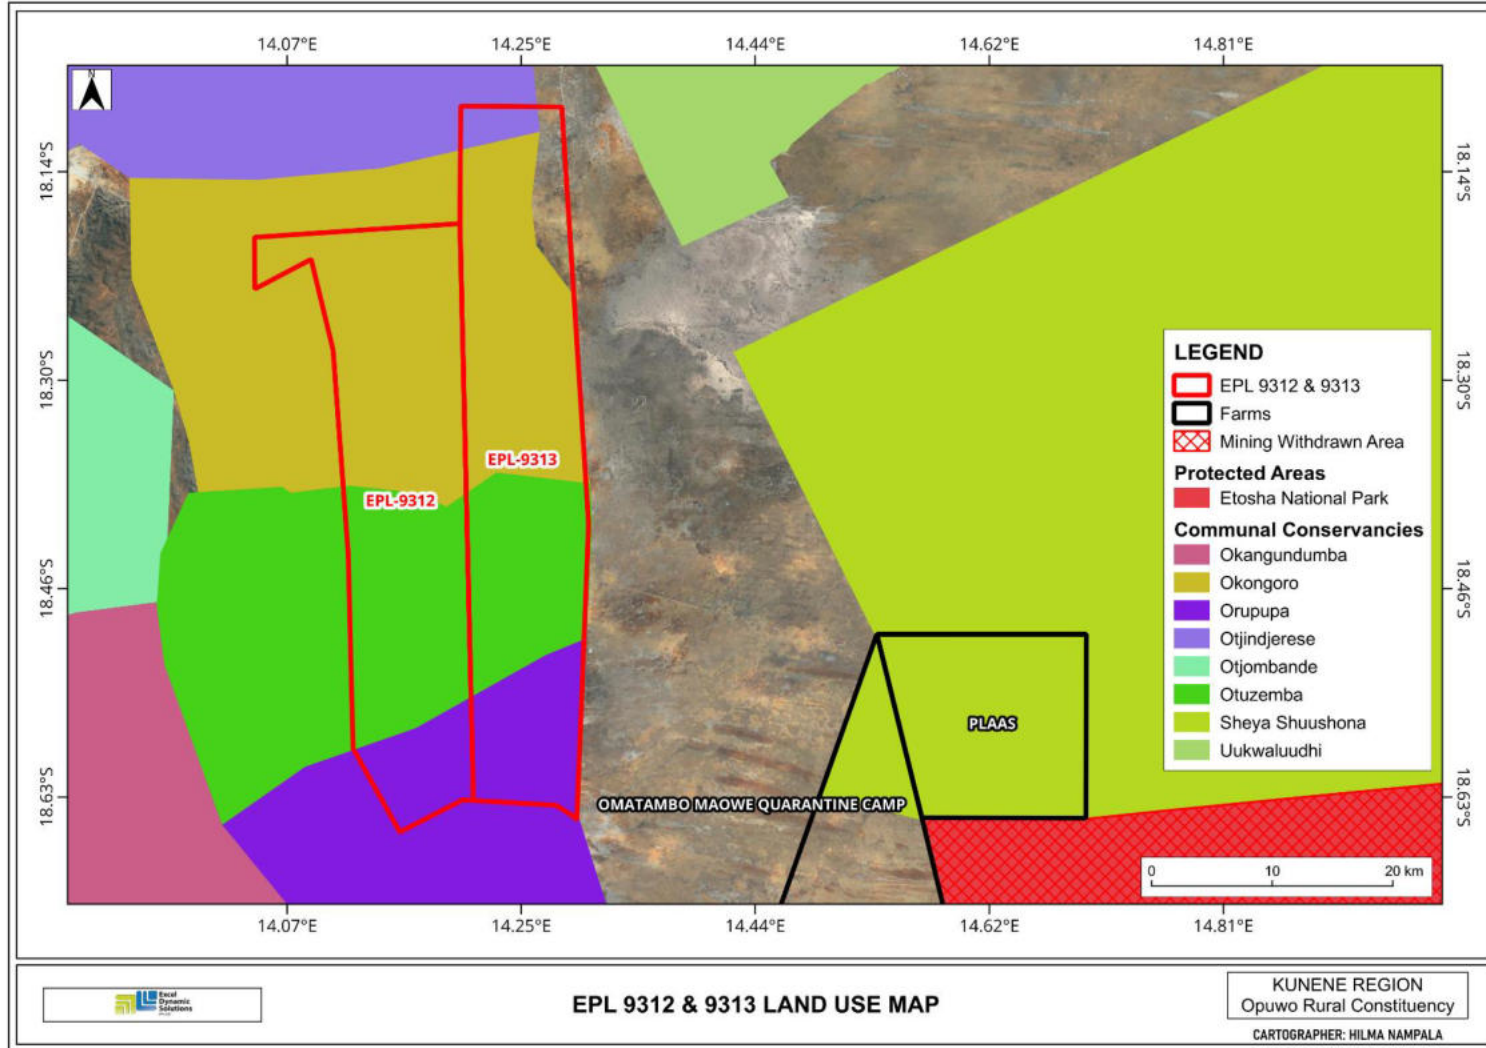 N
14.07°E
14.25°E
14.44°E
14.62°E
14.81°E
18.14°S
18.30°S
18.46°S
18.63°S
18.14°S
18.30°S
18.46°S
18.63°S
EPL-9313
EPL-9312
PLAAS
OMATAMBO MAOWE QUARANTINE CAMP
LEGEND
EPL 9312 & 9313
Farms
Mining Withdrawn Area
Protected Areas
Etosha National Park
Communal Conservancies
Okangundumba
Okongoro
Orupupa
Otjindjerese
Otjombande
Otuzemba
Sheya Shuushona
Uukwaluudhi
0 10 20 km
14.07°E
14.25°E
14.44°E
14.62°E
14.81°E
Excel
Dynamic
Solutions
EPL 9312 & 9313 LAND USE MAP
KUNENE REGION
Opuwo Rural Constituency
CARTOGRAPHER: HILMA NAMPALA